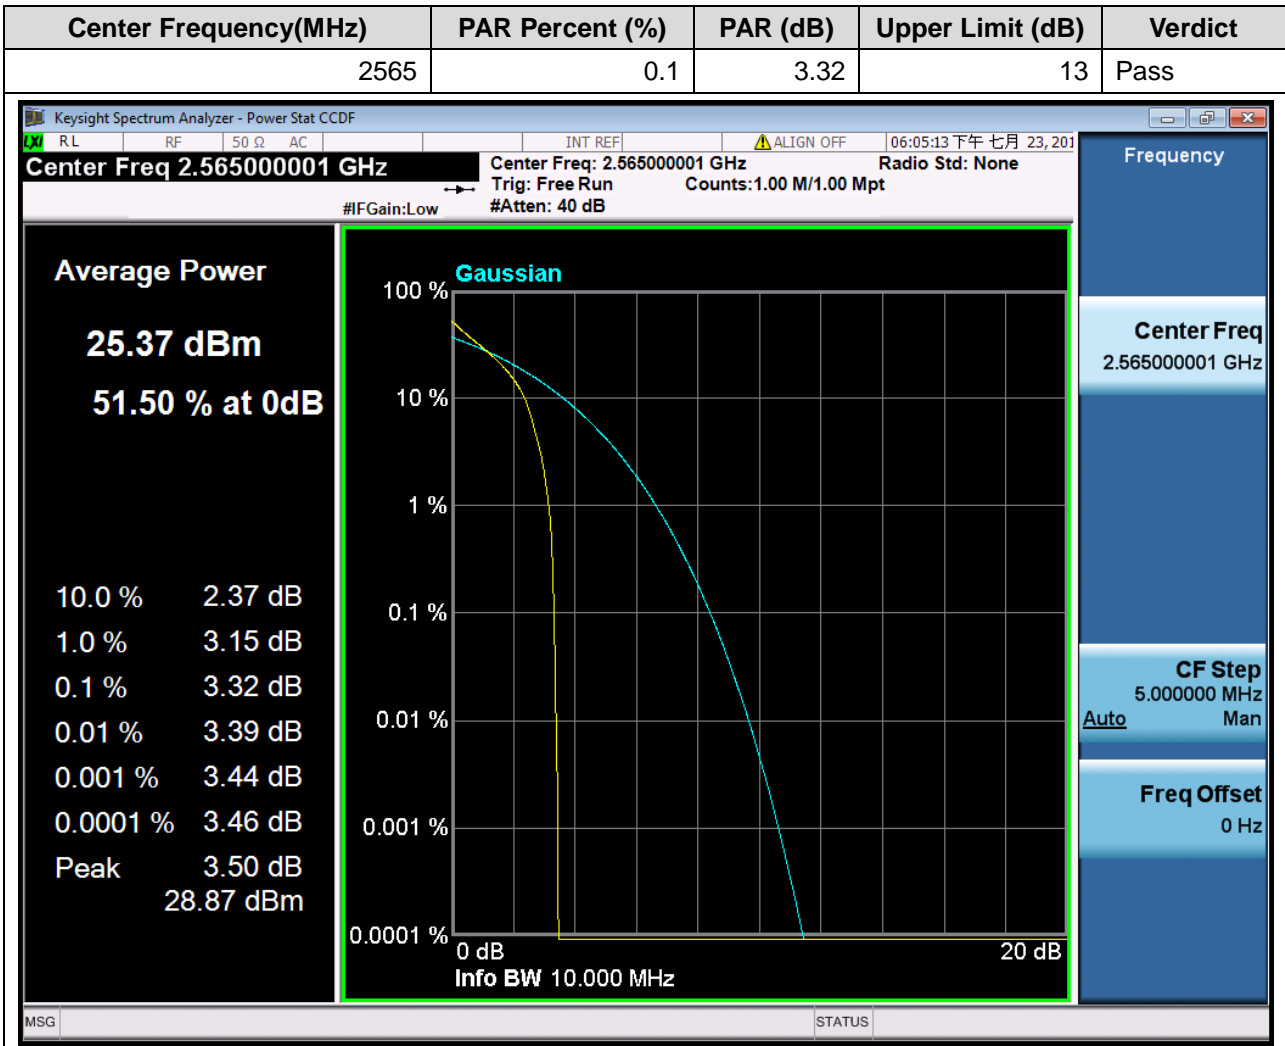 Center Frequency(MHz) PAR Percent (%) PAR (dB) Upper Limit (dB) Verdict
2565 0.1 3.32 13 Pass
Keysight Spectrum Analyzer - Power Stat CCDF
LXI RL RF 50 Ω AC INT REF ALIGN OFF 06:05:13 下午 七月 23, 201
Center Freq 2.565000001 GHz
Center Freq: 2.565000001 GHz Radio Std: None
Trig: Free Run Counts:1.00 M/1.00 Mpt
#IFGain:Low #Atten: 40 dB
Average Power
25.37 dBm
51.50 % at 0dB
10.0 % 2.37 dB
1.0 % 3.15 dB
0.1 % 3.32 dB
0.01 % 3.39 dB
0.001 % 3.44 dB
0.0001 % 3.46 dB
Peak 3.50 dB
28.87 dBm
Gaussian
100 %
10 %
1 %
0.1 %
0.01 %
0.001 %
0.0001 %
0 dB 20 dB
Info BW 10.000 MHz
Frequency
Center Freq
2.565000001 GHz
CF Step
5.000000 MHz
Auto Man
Freq Offset
0 Hz
MSG STATUS